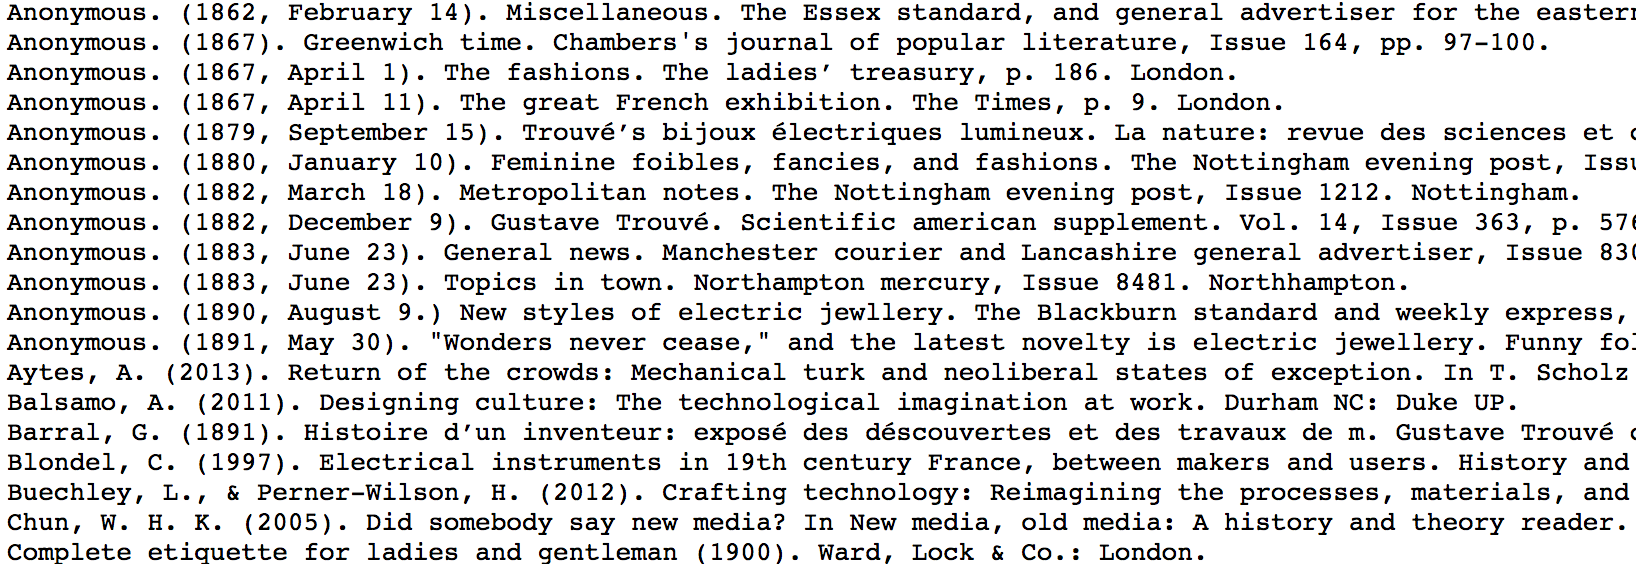 Anonymous. (1862, February 14). Miscellaneous. The Essex standard, and general advertiser for the eastern
Anonymous. (1867). Greenwich time. Chambers's journal of popular literature, Issue 164, pp. 97-100.
Anonymous. (1867, April 1). The fashions. The ladies’ treasury, p. 186. London.
Anonymous. (1867, April 11). The great French exhibition. The Times, p. 9. London.
Anonymous. (1879, September 15). Trouvé’s bijoux électriques lumineux. La nature: revue des sciences et
Anonymous. (1880, January 10). Feminine foibles, fancies, and fashions. The Nottingham evening post,
Anonymous. (1882, March 18). Metropolitan notes. The Nottingham evening post, Issue 1212. Nottingham.
Anonymous. (1882, December 9). Gustave Trouvé. Scientific american supplement. Vol. 14, Issue 363, p. 576
Anonymous. (1883, June 23). General news. Manchester courier and Lancashire general advertiser, Issue
Anonymous. (1883, June 23). Topics in town. Northampton mercury, Issue 8481. Northhampton.
Anonymous. (1890, August 9.) New styles of electric jewllery. The Blackburn standard and weekly express,
Anonymous. (1891, May 30). "Wonders never cease," and the latest novelty is electric jewellery. Funny
Aytes, A. (2013). Return of the crowds: Mechanical turk and neoliberal states of exception. In T. Scholz
Balsamo, A. (2011). Designing culture: The technological imagination at work. Durham NC: Duke UP.
Barral, G. (1891). Histoire d’un inventeur: exposé des déscouvertes et des travaux de m. Gustave Trouvé
Blondel, C. (1997). Electrical instruments in 19th century France, between makers and users. History and
Buechley, L., & Perner-Wilson, H. (2012). Crafting technology: Reimagining the processes, materials, and
Chun, W. H. K. (2005). Did somebody say new media? In New media, old media: A history and theory reader.
Complete etiquette for ladies and gentleman (1900). Ward, Lock & Co.: London.